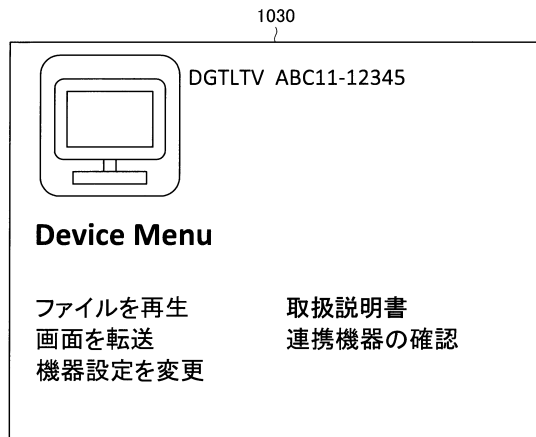 1030
DGTLTV ABC11-12345
Device Menu
ファイルを再生
画面を転送
機器設定を変更
取扱説明書
連携機器の確認